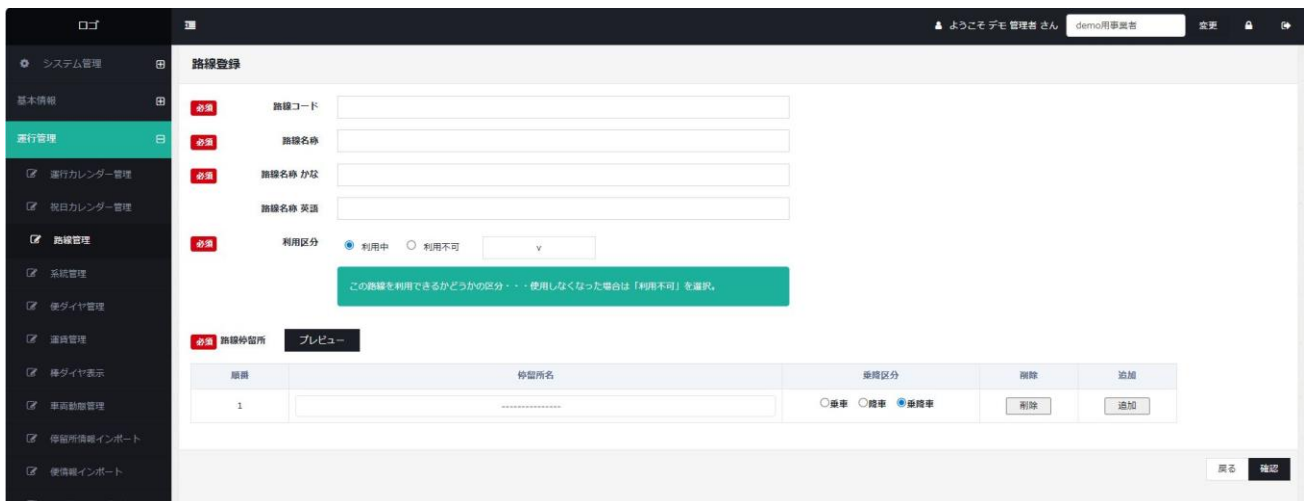 ロゴ
ようこそ デモ 管理者 さん demo用事業者 変更
システム管理
基本情報
運行管理
運行カレンダー管理
祝日カレンダー管理
路線管理
系統管理
便ダイヤ管理
運賃管理
棒ダイヤ表示
車両動態管理
停留所情報インポート
便情報インポート
路線登録
必須 路線コード
必須 路線名称
必須 路線名称 かな
路線名称 英語
必須 利用区分 利用中 利用不可 v
この路線を利用できるかどうかの区分・・・使用しなくなった場合は「利用不可」を選択。
必須 路線停留所 プレビュー
順番 停留所名 乗降区分 削除 追加
1 --------------- 乗車 降車 乗降車 削除 追加
戻る 確認